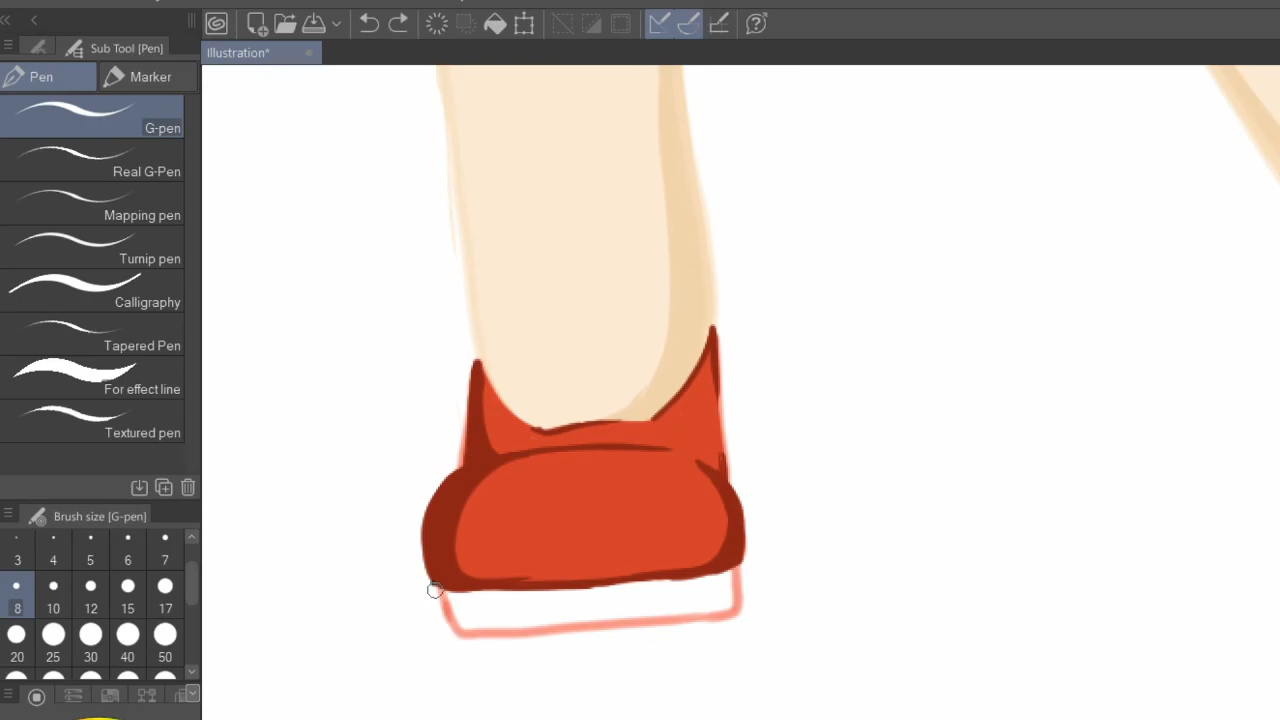 Sub Tool [Pen]
Illustration*
Pen
Marker
G-pen
Real G-Pen
Mapping pen
Turnip pen
Calligraphy
Tapered Pen
For effect line
Textured pen
Brush size [G-pen]
3 4 5 6 7
8 10 12 15 17
20 25 30 40 50